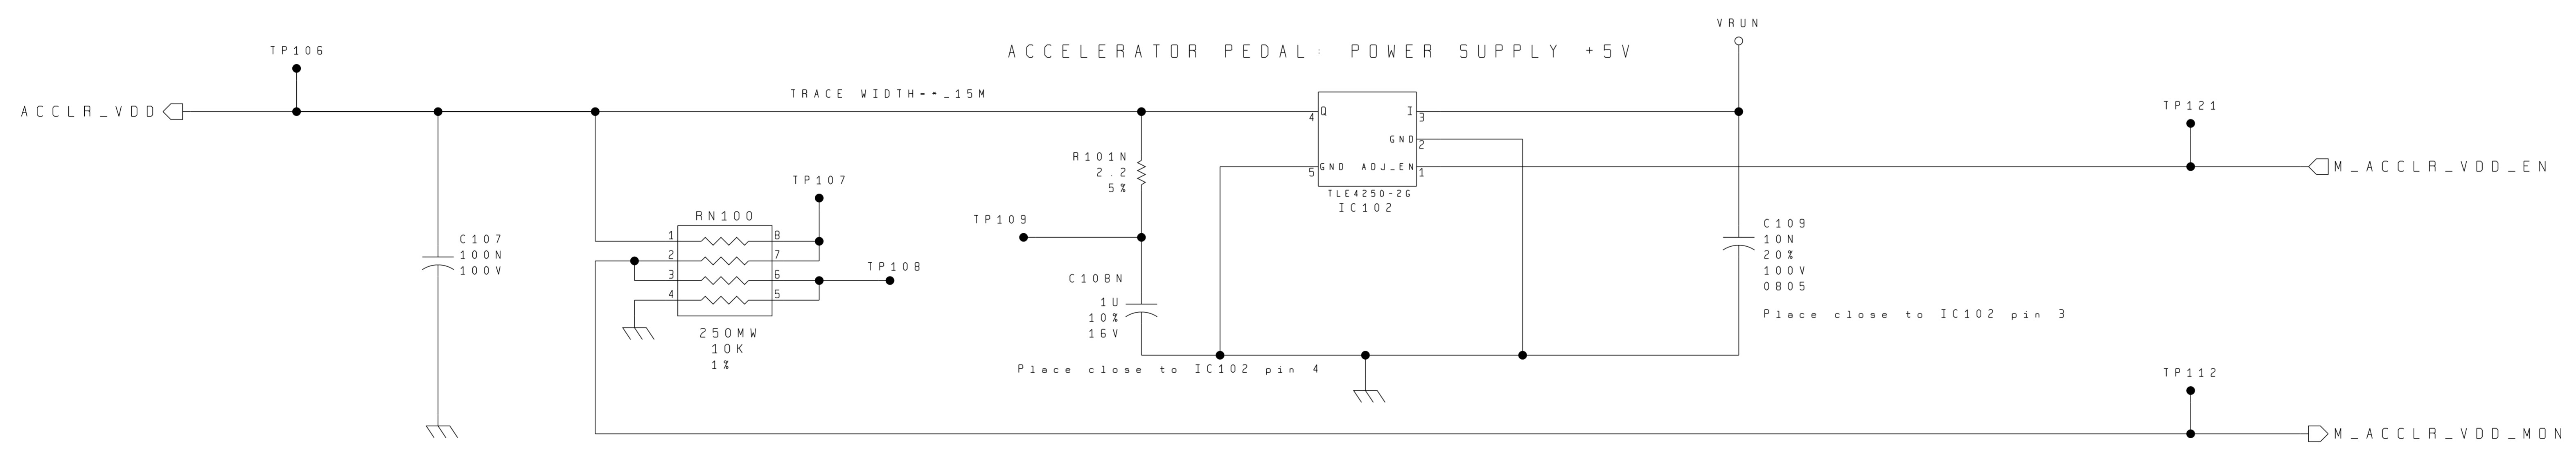 VRUN
TP106
ACCELERATOR PEDAL: POWER SUPPLY +5V
TRACE WIDTH=*_15M
TP121
ACCLR_VDD
4
Q
I
3
GND
2
R101N
2.2
5%
5
GND
ADJ_EN
1
M_ACCLR_VDD_EN
TLE4250-2G
IC102
TP107
RN100
TP109
C107
100N
100V
1
8
2
7
3
6
4
5
TP108
C109
10N
20%
100V
0805
Place close to IC102 pin 3
C108N
1U
10%
16V
250MW
10K
1%
Place close to IC102 pin 4
TP112
M_ACCLR_VDD_MON